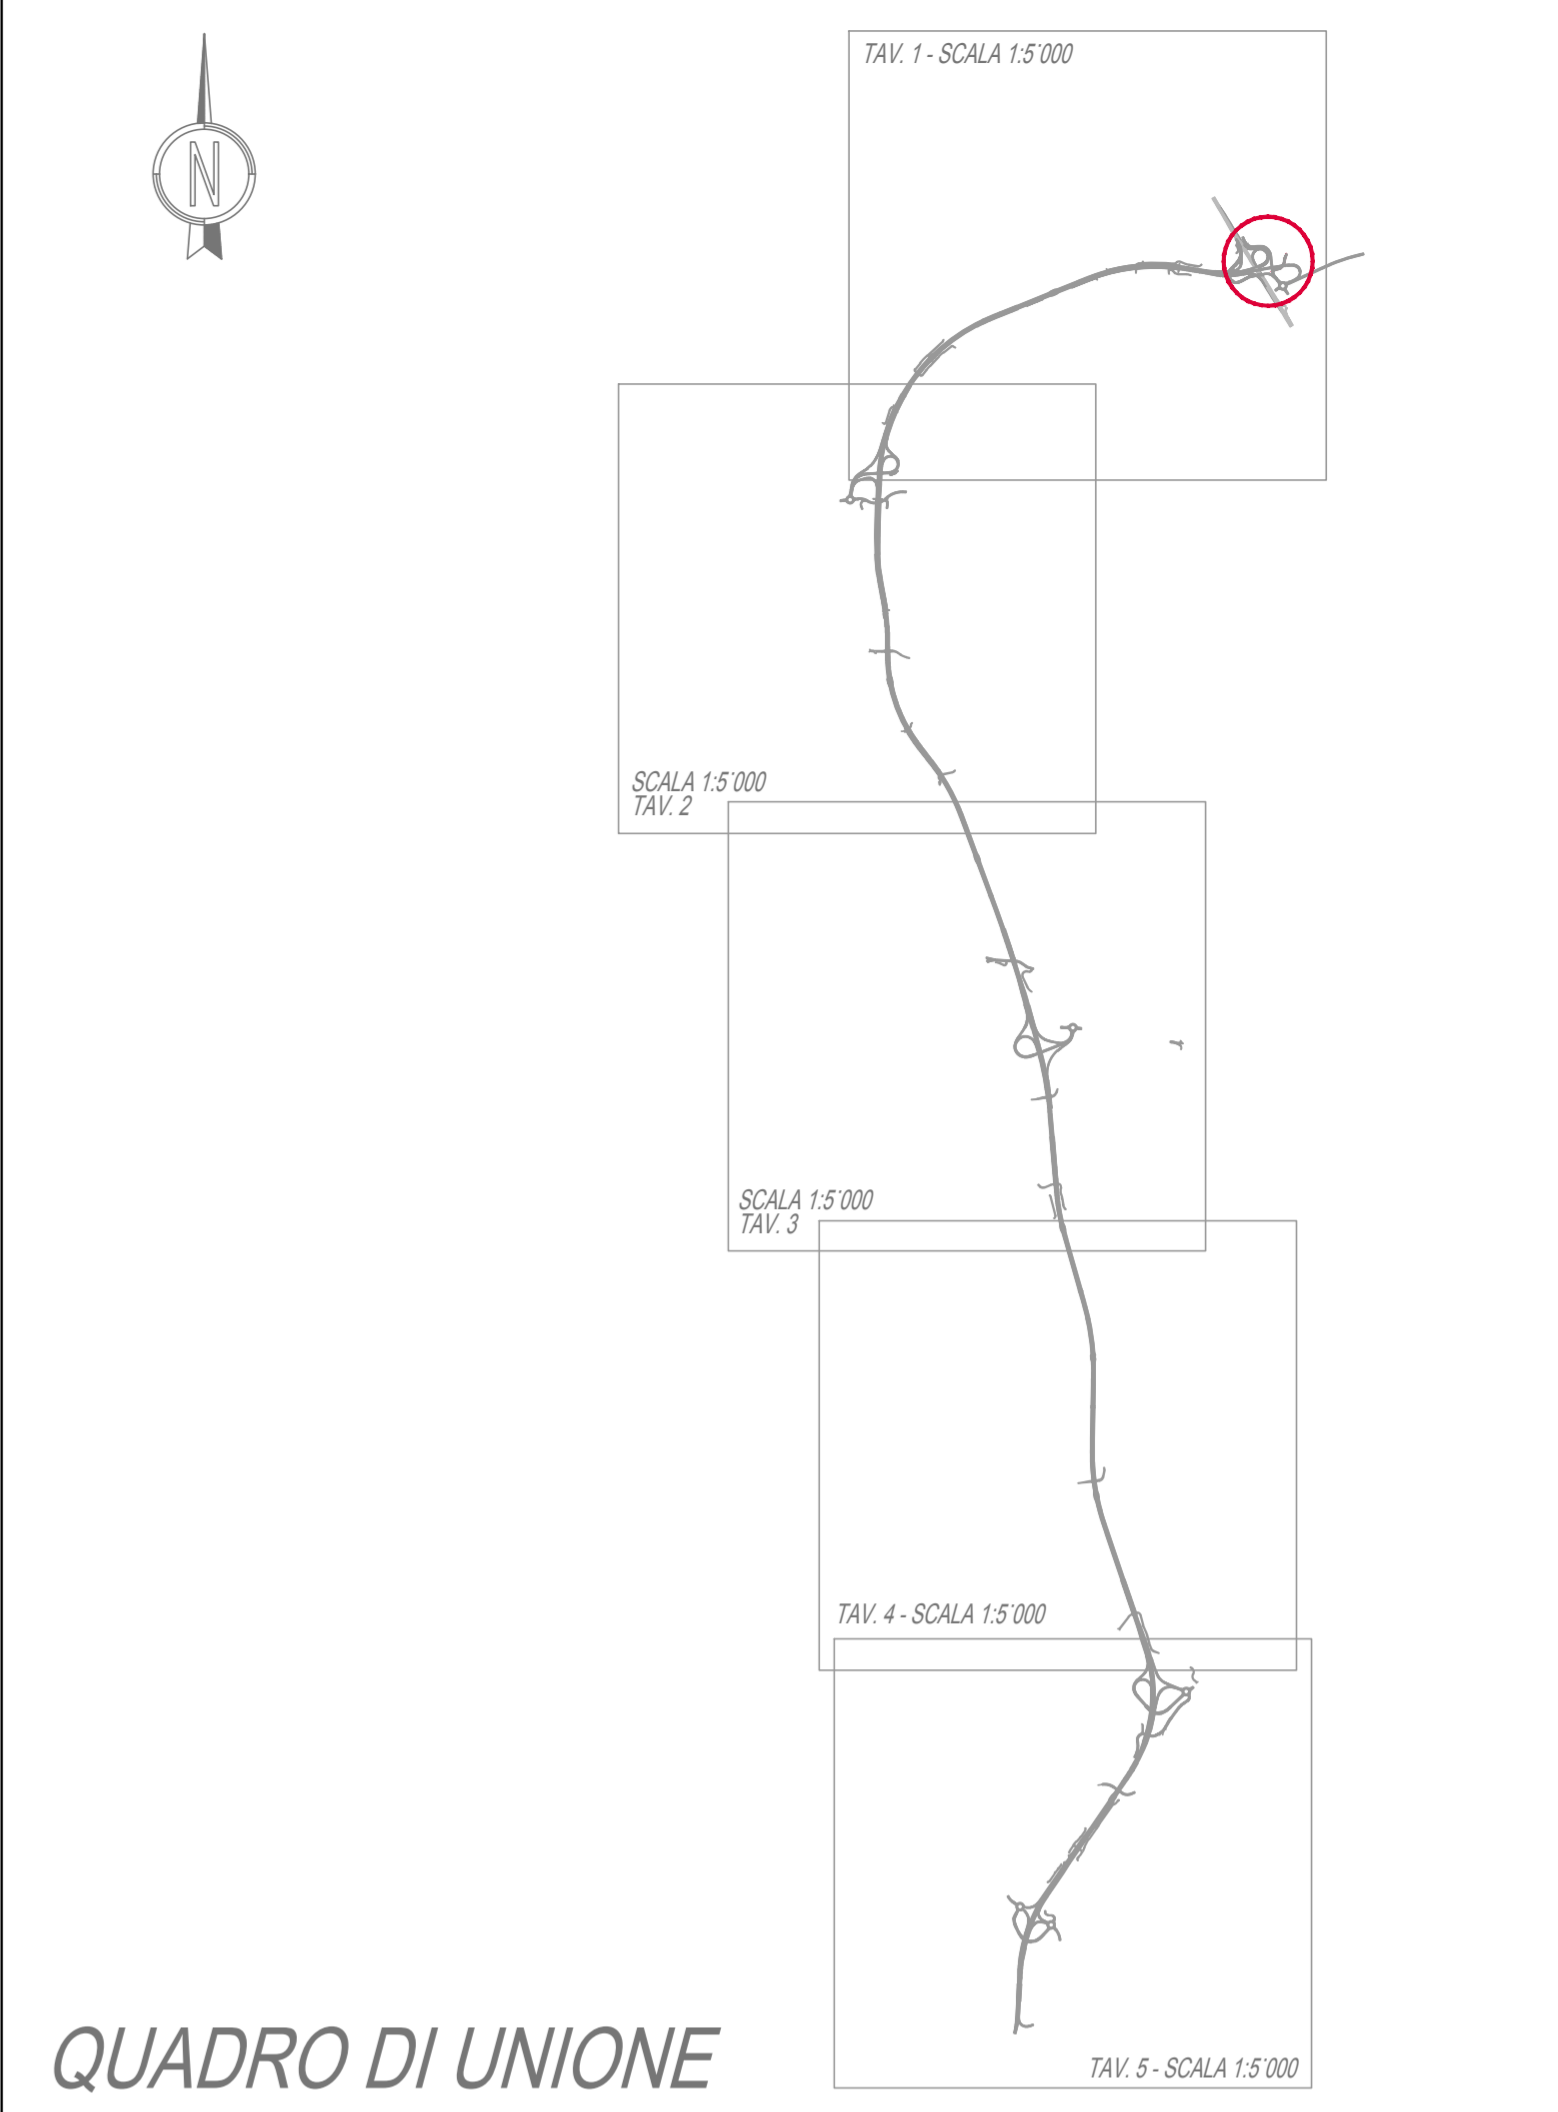 TAV. 1 - SCALA 1:5'000
N
SCALA 1:5'000
TAV. 2
SCALA 1:5'000
TAV. 3
TAV. 4 - SCALA 1:5'000
QUADRO DI UNIONE
TAV. 5 - SCALA 1:5'000